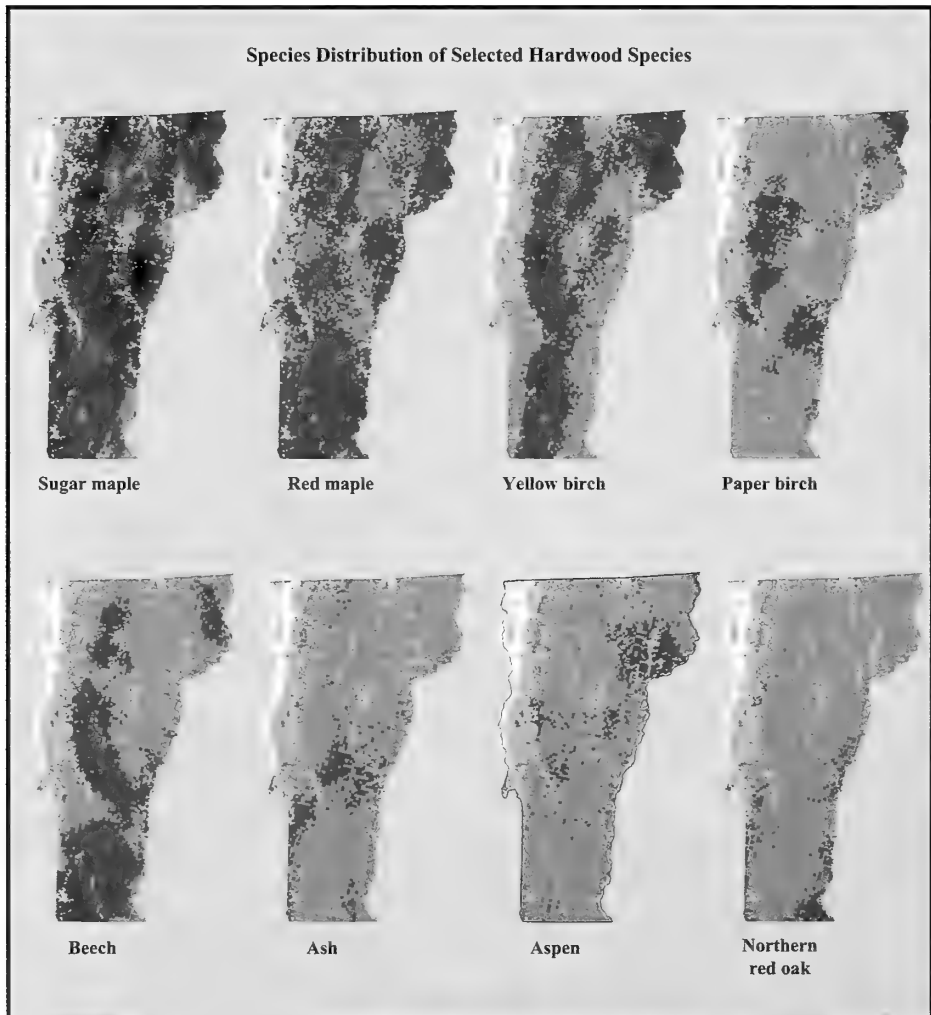 Species Distribution of Selected Hardwood Species
Sugar maple
Red maple
Yellow birch
Paper birch
Beech
Ash
Aspen
Northern
red oak